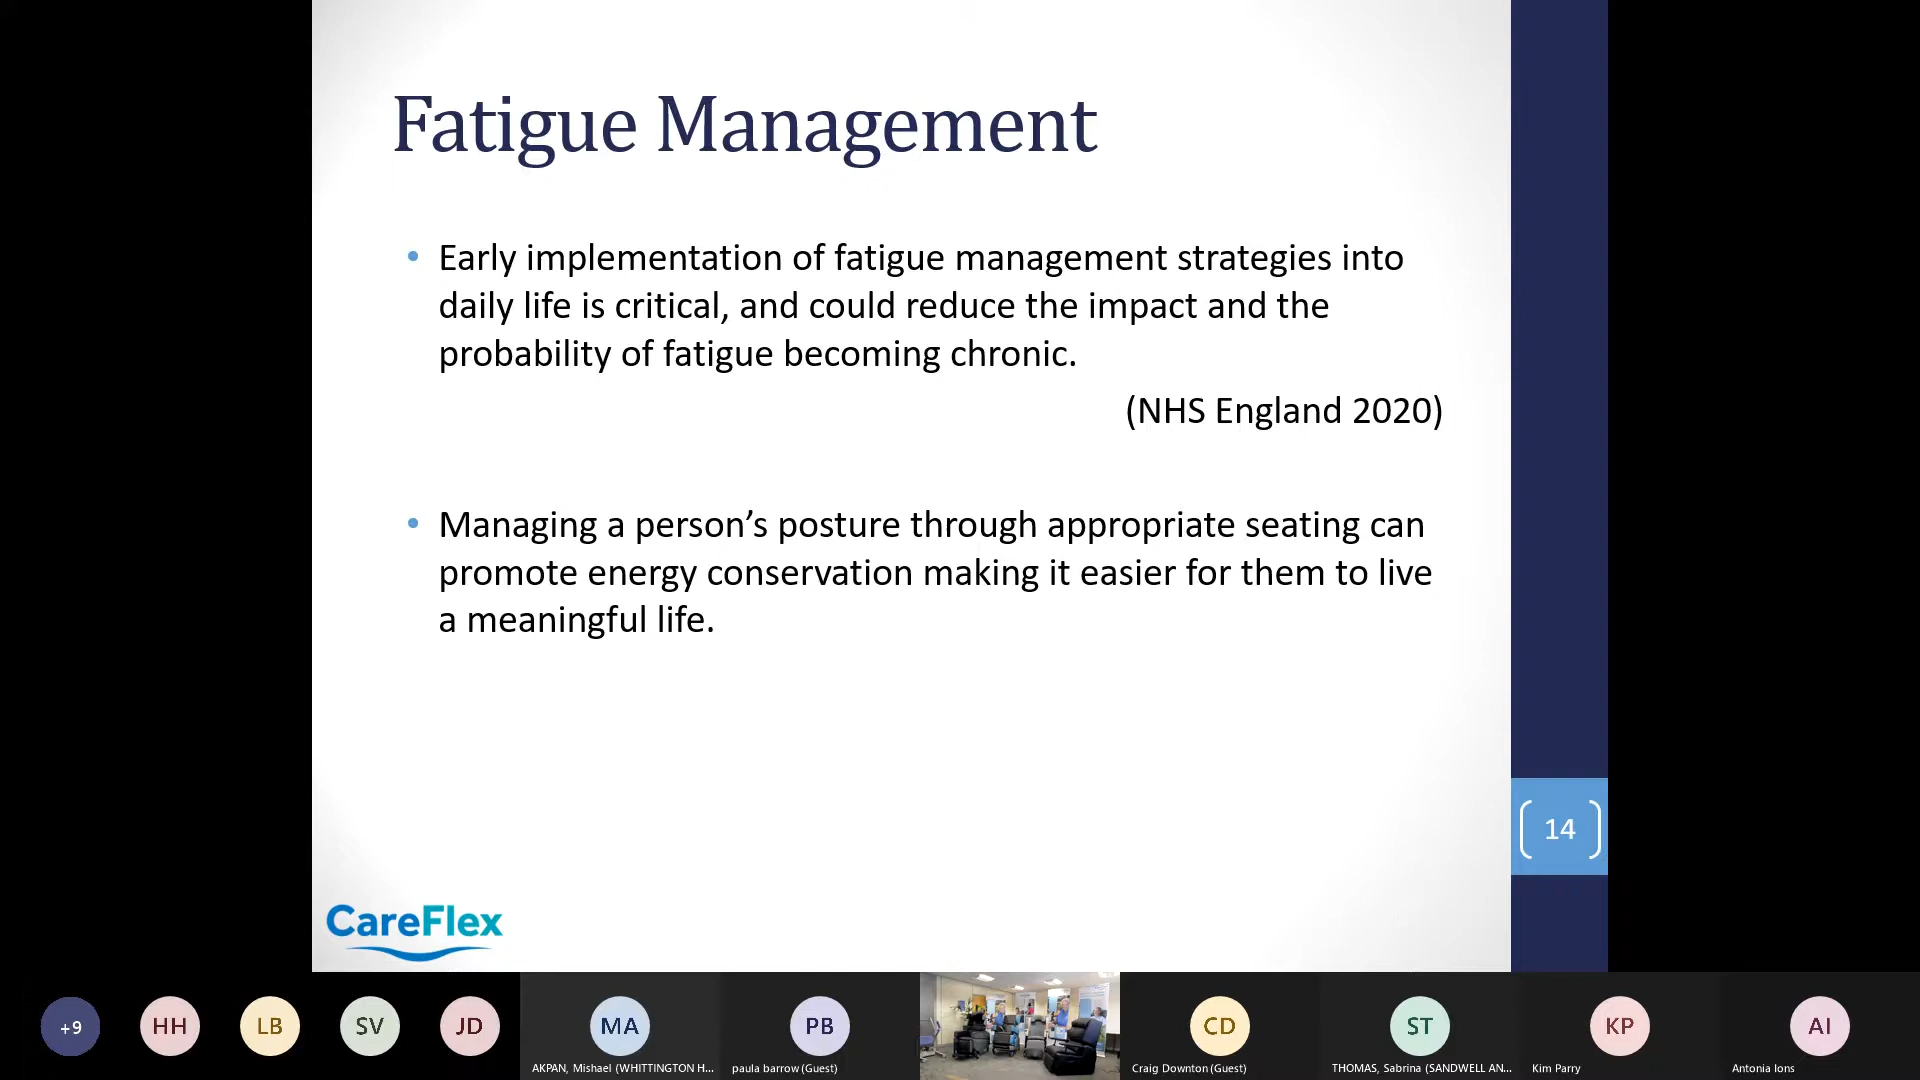 Fatigue Management
• Early implementation of fatigue management strategies into
daily life is critical, and could reduce the impact and the
probability of fatigue becoming chronic.
(NHS England 2020)
• Managing a person’s posture through appropriate seating can
promote energy conservation making it easier for them to live
a meaningful life.
14
CareFlex
+9
HH
LB
SV
JD
MA
PB
CD
ST
KP
AI
AKPAN, Mishael (WHITTINGTON H...
paula barrow (Guest)
Craig Downton (Guest)
THOMAS, Sabrina (SANDWELL AN...
Kim Parry
Antonia Ions